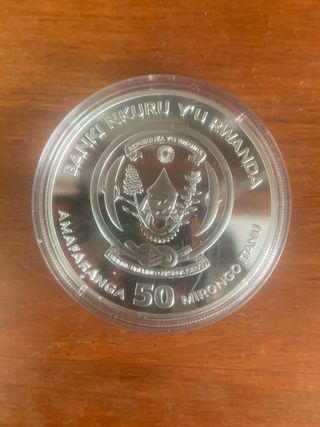 BANKI NKURU Y'U RWANDA
REPUBULIKA Y'U RWANDA
AMAFARANGA 50 MIRONGO ITANU